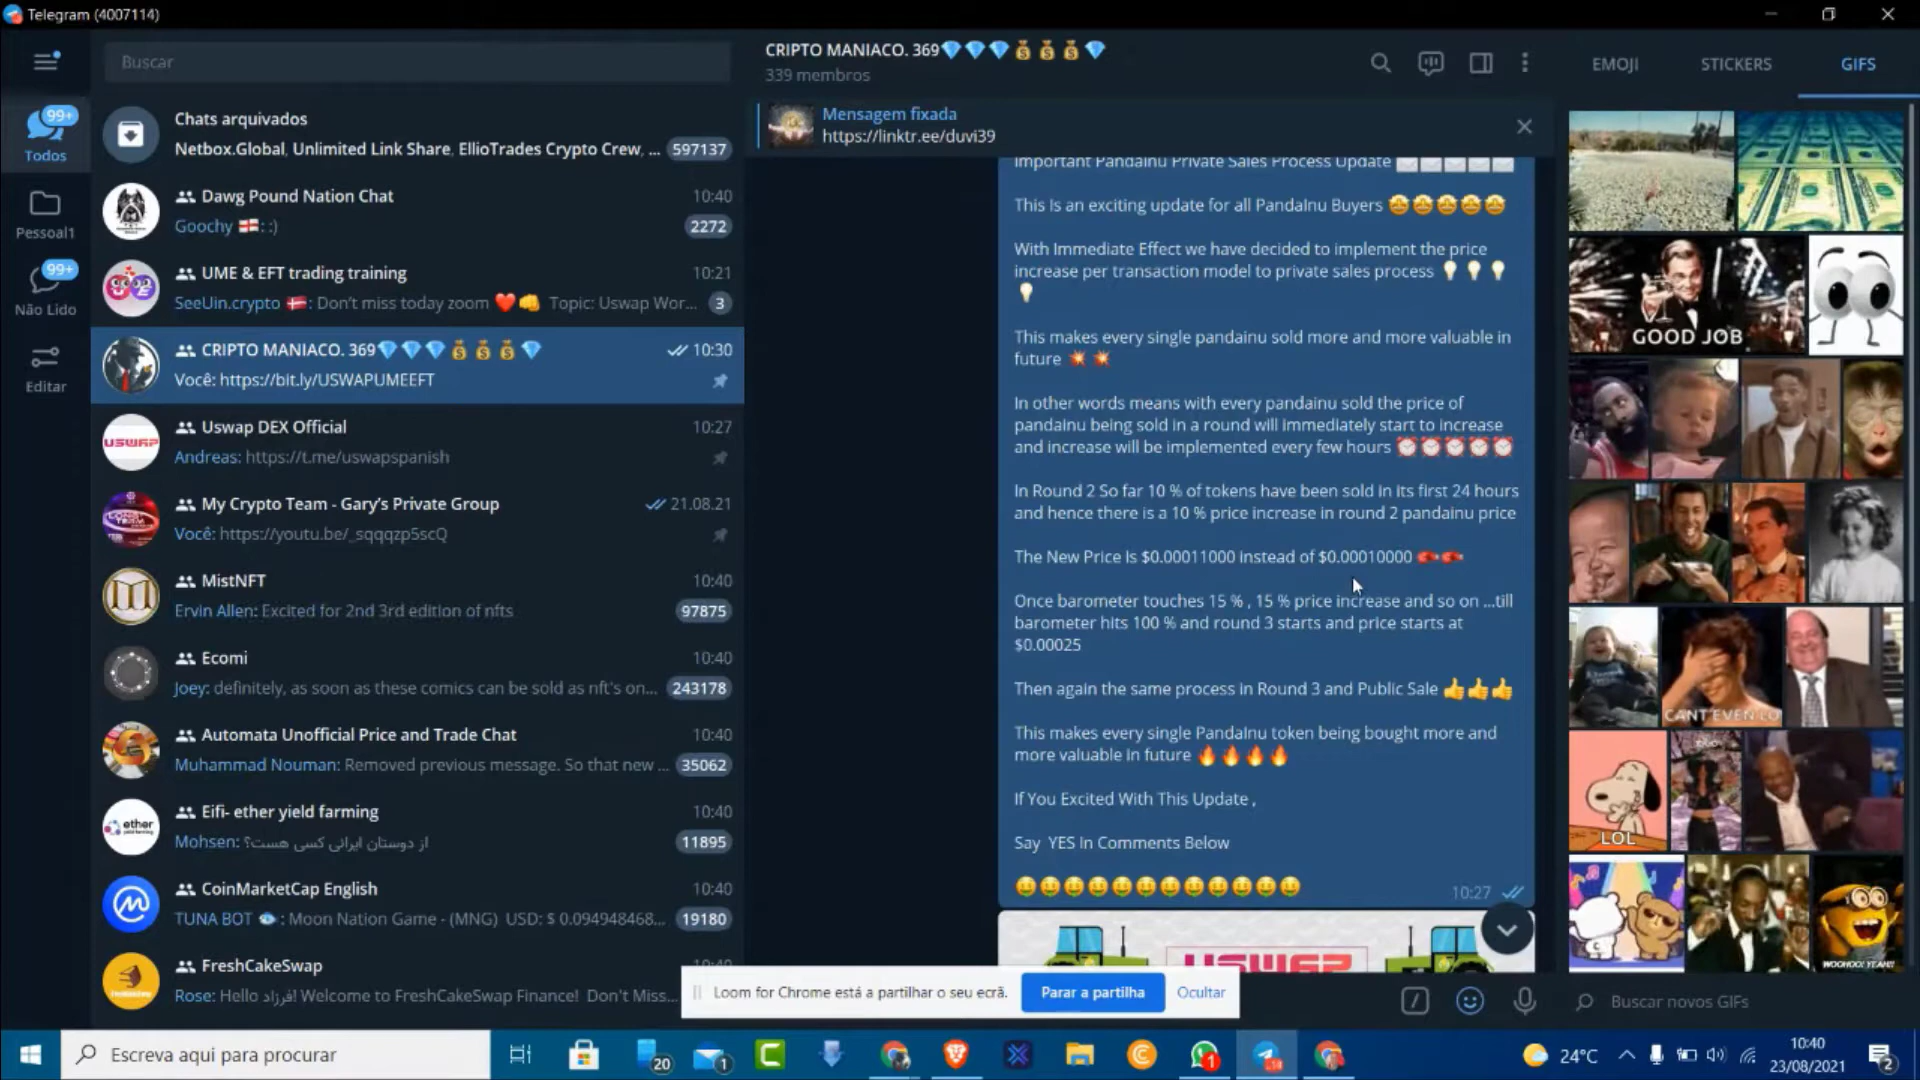 Telegram (4007114)
Buscar
99+
Todos
Pessoal1
99+
Não Lido
Editar
Chats arquivados
Netbox.Global, Unlimited Link Share, EllioTrades Crypto Crew, ... 597137
Dawg Pound Nation Chat 10:40
Goochy 🏴󠁧󠁢󠁥󠁮󠁧󠁿: :) 2272
UME & EFT trading training 10:21
SeeUin.crypto 🇩🇰: Don't miss today zoom ❤️👊 Topic: Uswap Wor... 3
CRIPTO MANIACO. 369💎💎💎💰💰💰💎 10:30
Você: https://bit.ly/USWAPUMEEFT
USWAP
Uswap DEX Official 10:27
Andreas: https://t.me/uswapspanish
My Crypto Team - Gary's Private Group 21.08.21
Você: https://youtu.be/_sqqqzp5scQ
MistNFT 10:40
Ervin Allen: Excited for 2nd 3rd edition of nfts 97875
Ecomi 10:40
Joey: definitely, as soon as these comics can be sold as nft's on... 243178
Automata Unofficial Price and Trade Chat 10:40
Muhammad Nouman: Removed previous message. So that new ... 35062
ether
Eifi- ether yield farming 10:40
Mohsen: از دوستان ایرانی کسی هست؟ 11895
CoinMarketCap English 10:40
TUNA BOT 👁️: Moon Nation Game - (MNG) USD: $ 0.094948468... 19180
FreshCakeSwap 10:40
Rose: Hello فرزاد! Welcome to FreshCakeSwap Finance! Don't Miss...
CRIPTO MANIACO. 369💎💎💎💰💰💰💎
339 membros
Mensagem fixada
https://linktr.ee/duvi39
Important PandaInu Private Sales Process Update ✉️✉️✉️✉️✉️
This Is an exciting update for all PandaInu Buyers 🤩🤩🤩🤩🤩
With Immediate Effect we have decided to implement the price
increase per transaction model to private sales process 💡💡💡
💡
This makes every single pandainu sold more and more valuable in
future 💥💥
In other words means with every pandainu sold the price of
pandainu being sold in a round will immediately start to increase
and increase will be implemented every few hours ⏰⏰⏰⏰⏰
In Round 2 So far 10 % of tokens have been sold in its first 24 hours
and hence there is a 10 % price increase in round 2 pandainu price
The New Price Is $0.00011000 instead of $0.00010000
Once barometer touches 15 % , 15 % price increase and so on ...till
barometer hits 100 % and round 3 starts and price starts at
$0.00025
Then again the same process in Round 3 and Public Sale 👍👍👍
This makes every single PandaInu token being bought more and
more valuable in future 🔥🔥🔥🔥
If You Excited With This Update ,
Say YES In Comments Below
🤑🤑🤑🤑🤑🤑🤑🤑🤑🤑🤑🤑 10:27
USWAP
EMOJI STICKERS GIFS
GOOD JOB
LOL
WOOHOO! YEAH!
Buscar novos GIFs
Loom for Chrome está a partilhar o seu ecrã. Parar a partilha Ocultar
Escreva aqui para procurar
20
1
1
24°C
10:40
23/08/2021
2